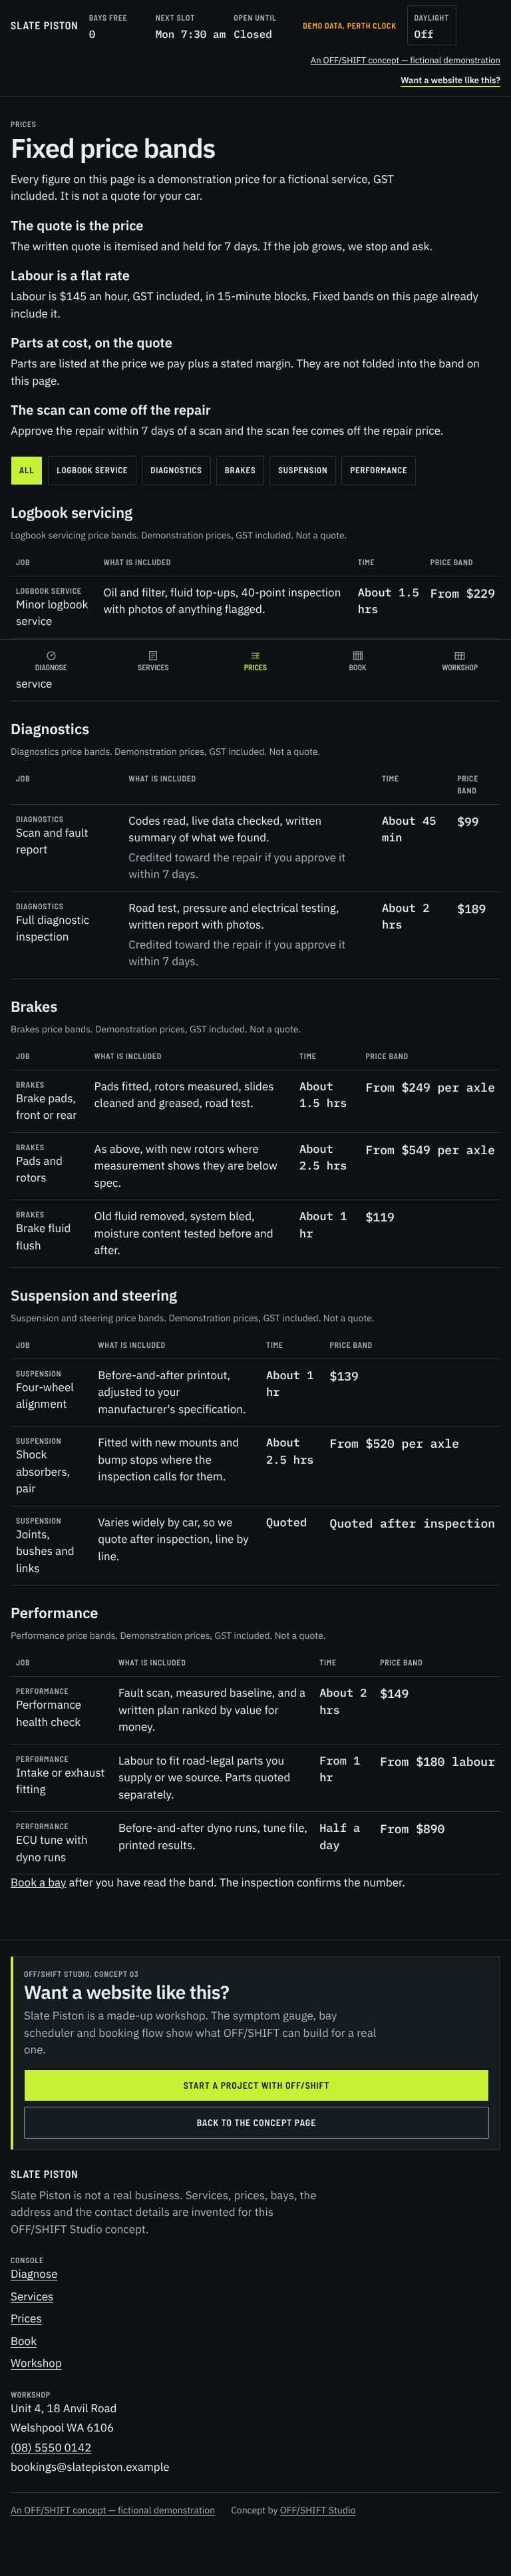 SLATE PISTON
BAYS FREE
0
NEXT SLOT
Mon 7:30 am
OPEN UNTIL
Closed
DEMO DATA, PERTH CLOCK
DAYLIGHT
Off
An OFF/SHIFT concept — fictional demonstration
Want a website like this?
PRICES
Fixed price bands
Every figure on this page is a demonstration price for a fictional service, GST
included. It is not a quote for your car.
The quote is the price
The written quote is itemised and held for 7 days. If the job grows, we stop and ask.
Labour is a flat rate
Labour is $145 an hour, GST included, in 15-minute blocks. Fixed bands on this page already
include it.
Parts at cost, on the quote
Parts are listed at the price we pay plus a stated margin. They are not folded into the band on
this page.
The scan can come off the repair
Approve the repair within 7 days of a scan and the scan fee comes off the repair price.
ALL
LOGBOOK SERVICE
DIAGNOSTICS
BRAKES
SUSPENSION
PERFORMANCE
Logbook servicing
Logbook servicing price bands. Demonstration prices, GST included. Not a quote.
JOB
WHAT IS INCLUDED
TIME
PRICE BAND
LOGBOOK SERVICE
Minor logbook
service
Oil and filter, fluid top-ups, 40-point inspection
with photos of anything flagged.
About 1.5
hrs
From $229
DIAGNOSE
SERVICES
PRICES
BOOK
WORKSHOP
service
Diagnostics
Diagnostics price bands. Demonstration prices, GST included. Not a quote.
JOB
WHAT IS INCLUDED
TIME
PRICE
BAND
DIAGNOSTICS
Scan and fault
report
Codes read, live data checked, written
summary of what we found.
Credited toward the repair if you approve it
within 7 days.
About 45
min
$99
DIAGNOSTICS
Full diagnostic
inspection
Road test, pressure and electrical testing,
written report with photos.
Credited toward the repair if you approve it
within 7 days.
About 2
hrs
$189
Brakes
Brakes price bands. Demonstration prices, GST included. Not a quote.
JOB
WHAT IS INCLUDED
TIME
PRICE BAND
BRAKES
Brake pads,
front or rear
Pads fitted, rotors measured, slides
cleaned and greased, road test.
About
1.5 hrs
From $249 per axle
BRAKES
Pads and
rotors
As above, with new rotors where
measurement shows they are below
spec.
About
2.5 hrs
From $549 per axle
BRAKES
Brake fluid
flush
Old fluid removed, system bled,
moisture content tested before and
after.
About 1
hr
$119
Suspension and steering
Suspension and steering price bands. Demonstration prices, GST included. Not a quote.
JOB
WHAT IS INCLUDED
TIME
PRICE BAND
SUSPENSION
Four-wheel
alignment
Before-and-after printout,
adjusted to your
manufacturer's specification.
About 1
hr
$139
SUSPENSION
Shock
absorbers,
pair
Fitted with new mounts and
bump stops where the
inspection calls for them.
About
2.5 hrs
From $520 per axle
SUSPENSION
Joints,
bushes and
links
Varies widely by car, so we
quote after inspection, line by
line.
Quoted
Quoted after inspection
Performance
Performance price bands. Demonstration prices, GST included. Not a quote.
JOB
WHAT IS INCLUDED
TIME
PRICE BAND
PERFORMANCE
Performance
health check
Fault scan, measured baseline, and a
written plan ranked by value for
money.
About 2
hrs
$149
PERFORMANCE
Intake or exhaust
fitting
Labour to fit road-legal parts you
supply or we source. Parts quoted
separately.
From 1
hr
From $180 labour
PERFORMANCE
ECU tune with
dyno runs
Before-and-after dyno runs, tune file,
printed results.
Half a
day
From $890
Book a bay after you have read the band. The inspection confirms the number.
OFF/SHIFT STUDIO, CONCEPT 03
Want a website like this?
Slate Piston is a made-up workshop. The symptom gauge, bay
scheduler and booking flow show what OFF/SHIFT can build for a real
one.
START A PROJECT WITH OFF/SHIFT
BACK TO THE CONCEPT PAGE
SLATE PISTON
Slate Piston is not a real business. Services, prices, bays, the
address and the contact details are invented for this
OFF/SHIFT Studio concept.
CONSOLE
Diagnose
Services
Prices
Book
Workshop
WORKSHOP
Unit 4, 18 Anvil Road
Welshpool WA 6106
(08) 5550 0142
bookings@slatepiston.example
An OFF/SHIFT concept — fictional demonstration
Concept by OFF/SHIFT Studio